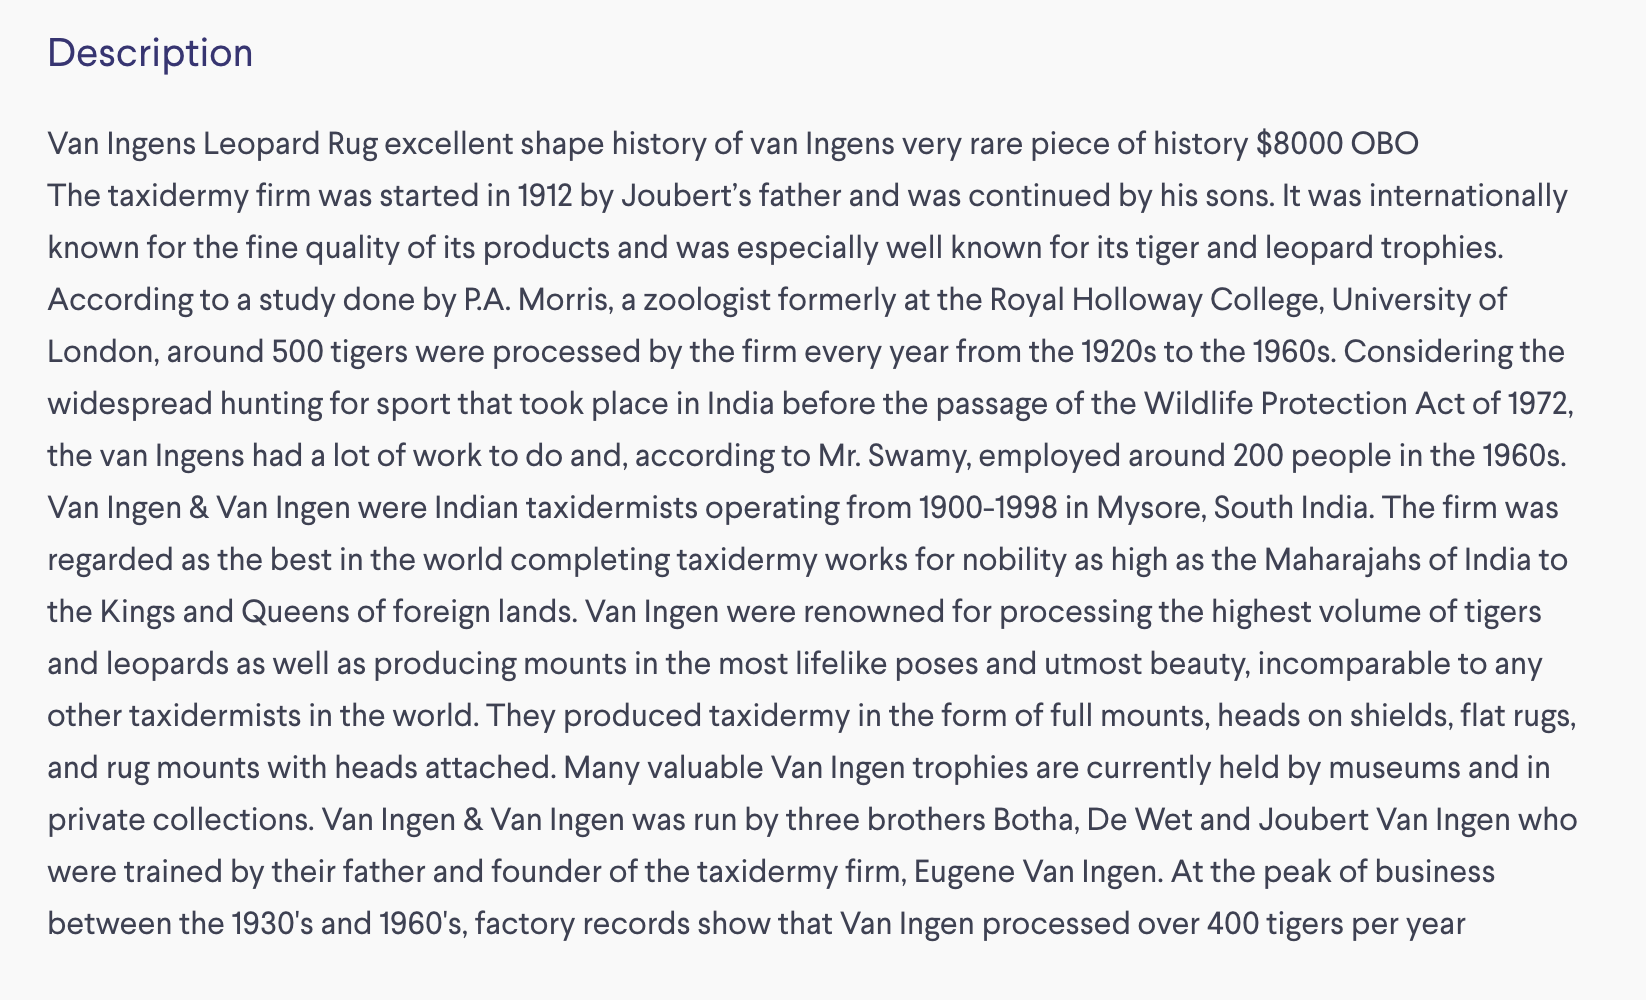 Description
Van Ingens Leopard Rug excellent shape history of van Ingens very rare piece of history $8000 OBO
The taxidermy firm was started in 1912 by Joubert’s father and was continued by his sons. It was internationally
known for the fine quality of its products and was especially well known for its tiger and leopard trophies.
According to a study done by P.A. Morris, a zoologist formerly at the Royal Holloway College, University of
London, around 500 tigers were processed by the firm every year from the 1920s to the 1960s. Considering the
widespread hunting for sport that took place in India before the passage of the Wildlife Protection Act of 1972,
the van Ingens had a lot of work to do and, according to Mr. Swamy, employed around 200 people in the 1960s.
Van Ingen & Van Ingen were Indian taxidermists operating from 1900-1998 in Mysore, South India. The firm was
regarded as the best in the world completing taxidermy works for nobility as high as the Maharajahs of India to
the Kings and Queens of foreign lands. Van Ingen were renowned for processing the highest volume of tigers
and leopards as well as producing mounts in the most lifelike poses and utmost beauty, incomparable to any
other taxidermists in the world. They produced taxidermy in the form of full mounts, heads on shields, flat rugs,
and rug mounts with heads attached. Many valuable Van Ingen trophies are currently held by museums and in
private collections. Van Ingen & Van Ingen was run by three brothers Botha, De Wet and Joubert Van Ingen who
were trained by their father and founder of the taxidermy firm, Eugene Van Ingen. At the peak of business
between the 1930's and 1960's, factory records show that Van Ingen processed over 400 tigers per year